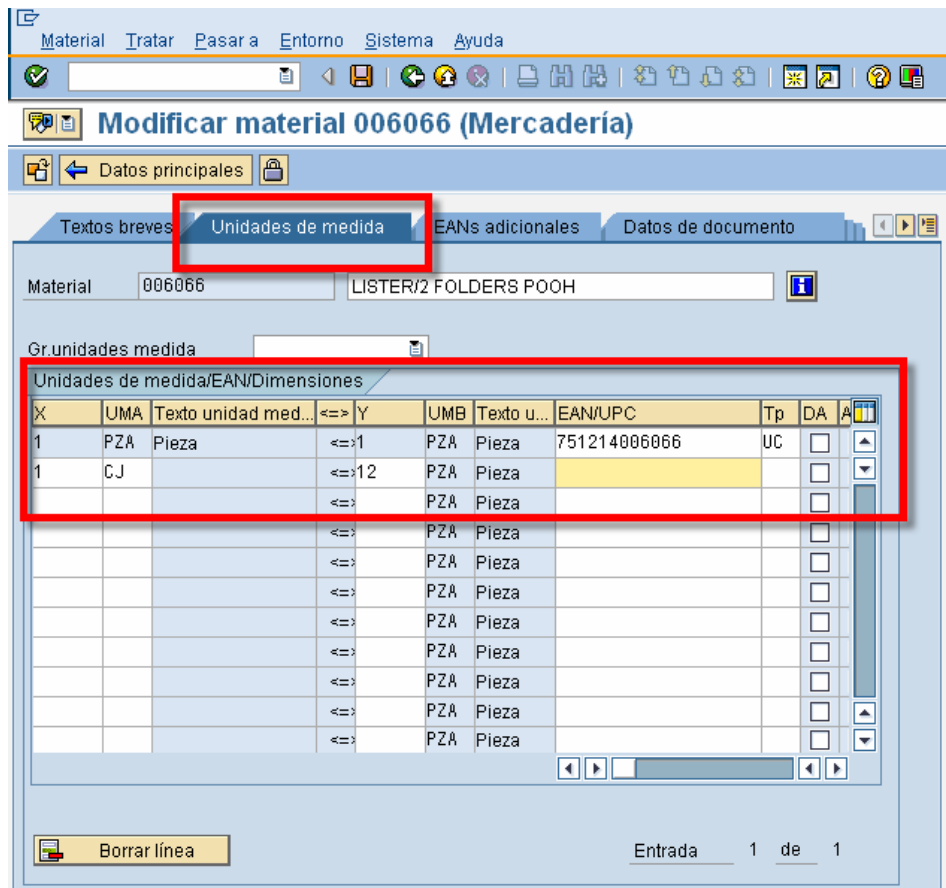 Material Tratar Pasar a Entorno Sistema Ayuda
Modificar material 006066 (Mercadería)
Datos principales
Textos breves Unidades de medida EANs adicionales Datos de documento
Material 006066 LISTER/2 FOLDERS POOH
Gr.unidades medida
Unidades de medida/EAN/Dimensiones
X UMA Texto unidad med... <=> Y UMB Texto u... EAN/UPC Tp DA A
1 PZA Pieza <=> 1 PZA Pieza 751214006066 UC
1 CJ <=> 12 PZA Pieza
<=> PZA Pieza
<=> PZA Pieza
<=> PZA Pieza
<=> PZA Pieza
<=> PZA Pieza
<=> PZA Pieza
<=> PZA Pieza
<=> PZA Pieza
<=> PZA Pieza
Borrar línea Entrada 1 de 1